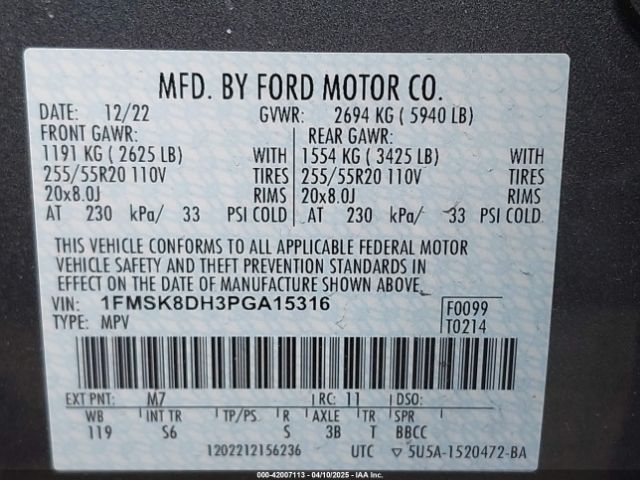 MFD. BY FORD MOTOR CO.
DATE: 12/22 GVWR: 2694 KG ( 5940 LB)
FRONT GAWR: REAR GAWR:
1191 KG ( 2625 LB) WITH 1554 KG ( 3425 LB) WITH
255/55R20 110V TIRES 255/55R20 110V TIRES
20x8.0J RIMS 20x8.0J RIMS
AT 230 kPa/ 33 PSI COLD AT 230 kPa/ 33 PSI COLD
THIS VEHICLE CONFORMS TO ALL APPLICABLE FEDERAL MOTOR
VEHICLE SAFETY AND THEFT PREVENTION STANDARDS IN
EFFECT ON THE DATE OF MANUFACTURE SHOWN ABOVE.
VIN: 1FMSK8DH3PGA15316 F0099
TYPE: MPV T0214
EXT PNT: M7 RC: 11 DSO:
WB INT TR TP/PS R AXLE TR SPR
119 S6 S 3B T BBCC
1202212156236 UTC ▽ 5U5A-1520472-BA
000-42007113 - 04/10/2025 - IAA Inc.